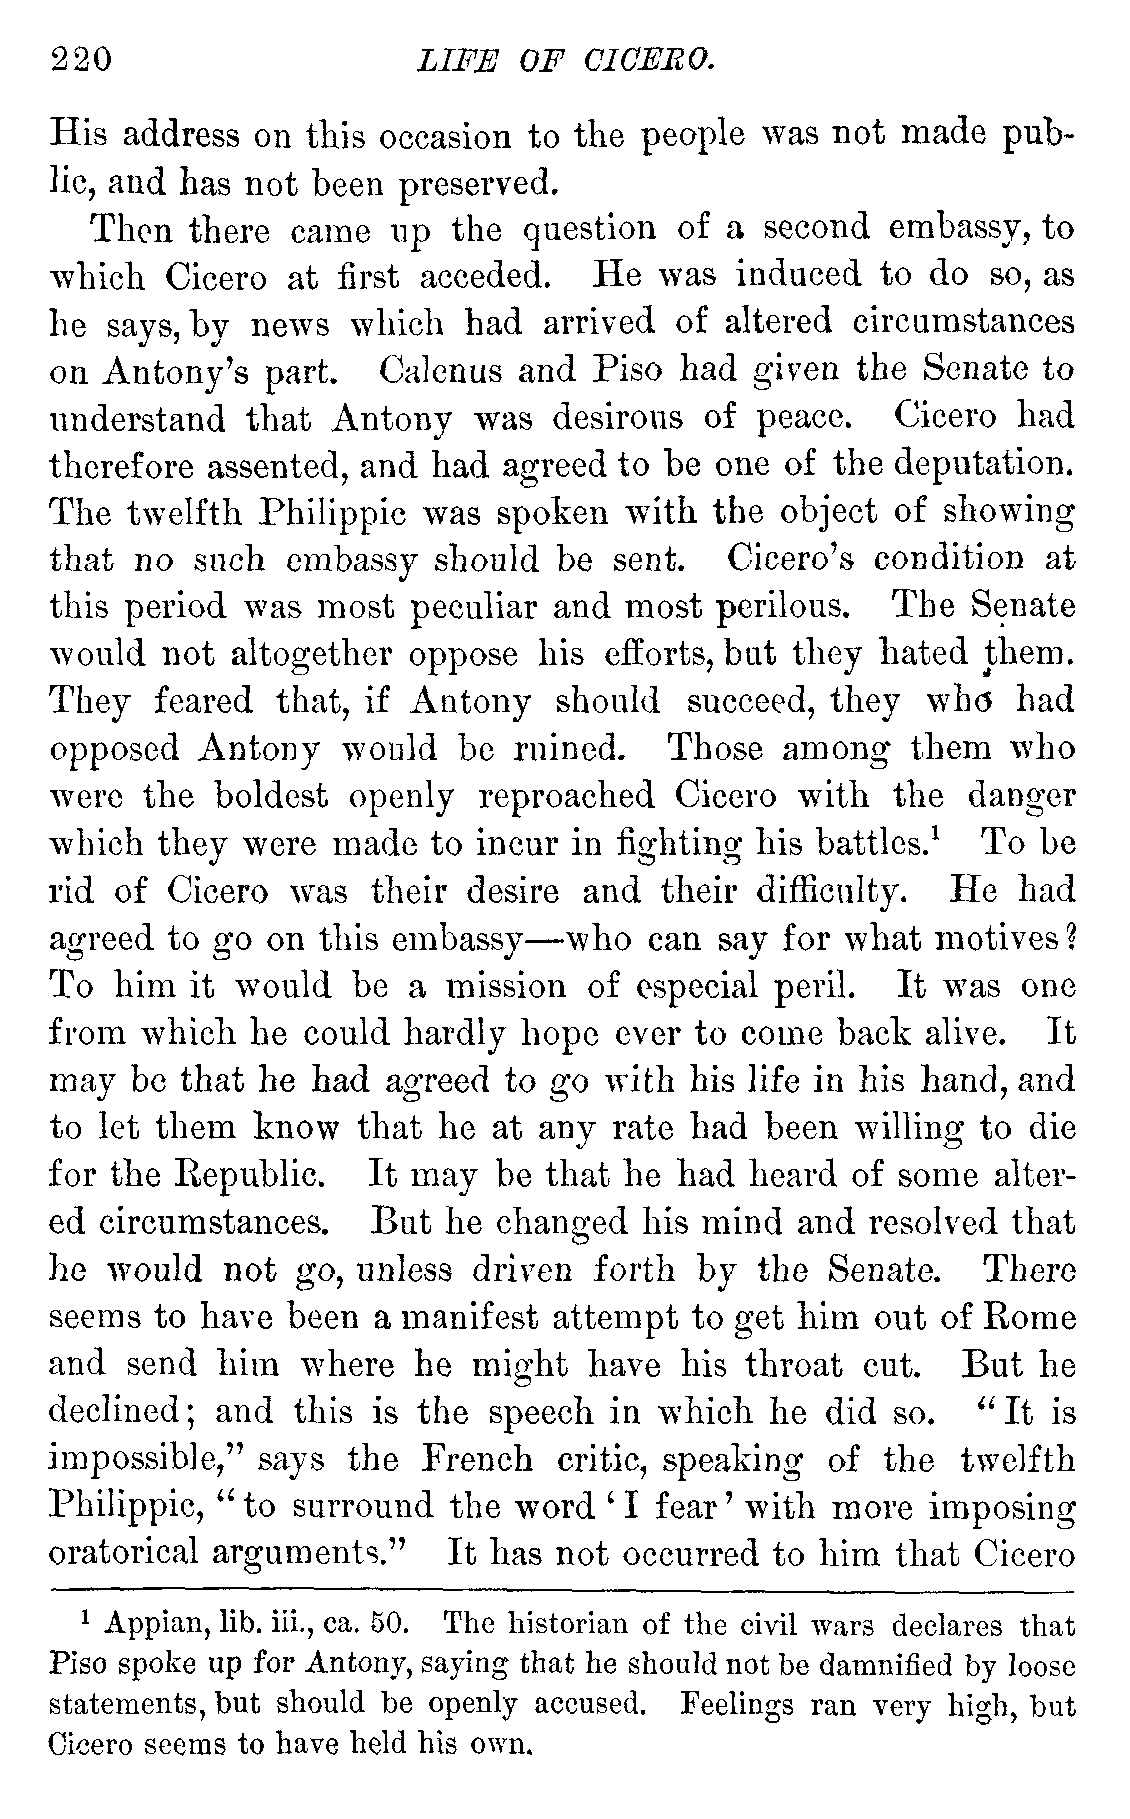 220 LIFE OF CICERO.
His address on this occasion to the people was not made pub-
lic, and has not been preserved.
Then there came up the question of a second embassy, to
which Cicero at first acceded. He was induced to do so, as
he says, by news which had arrived of altered circumstances
on Antony's part. Calenus and Piso had given the Senate to
understand that Antony was desirous of peace. Cicero had
therefore assented, and had agreed to be one of the deputation.
The twelfth Philippic was spoken with the object of showing
that no such embassy should be sent. Cicero's condition at
this period was most peculiar and most perilous. The Senate
would not altogether oppose his efforts, but they hated them.
They feared that, if Antony should succeed, they who had
opposed Antony would be ruined. Those among them who
were the boldest openly reproached Cicero with the danger
which they were made to incur in fighting his battles.¹ To be
rid of Cicero was their desire and their difficulty. He had
agreed to go on this embassy—who can say for what motives?
To him it would be a mission of especial peril. It was one
from which he could hardly hope ever to come back alive. It
may be that he had agreed to go with his life in his hand, and
to let them know that he at any rate had been willing to die
for the Republic. It may be that he had heard of some alter-
ed circumstances. But he changed his mind and resolved that
he would not go, unless driven forth by the Senate. There
seems to have been a manifest attempt to get him out of Rome
and send him where he might have his throat cut. But he
declined; and this is the speech in which he did so. "It is
impossible," says the French critic, speaking of the twelfth
Philippic, "to surround the word 'I fear' with more imposing
oratorical arguments." It has not occurred to him that Cicero
¹ Appian, lib. iii., ca. 50. The historian of the civil wars declares that
Piso spoke up for Antony, saying that he should not be damnified by loose
statements, but should be openly accused. Feelings ran very high, but
Cicero seems to have held his own.